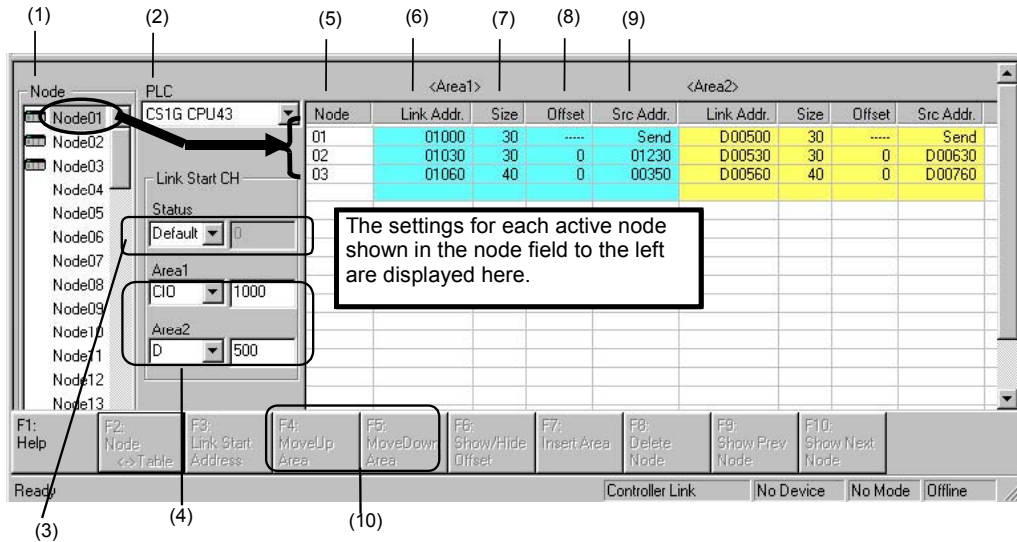 (1) (2) (5) (6) (7) (8) (9)
Node PLC <Area1> <Area2>
Node01 CS1G CPU43 Node Link Addr. Size Offset Src Addr. Link Addr. Size Offset Src Addr.
01 01000 30 ----- Send D00500 30 ----- Send
Node02 02 01030 30 0 01230 D00530 30 0 D00630
Node03 03 01060 40 0 00350 D00560 40 0 D00760
Node04 Link Start CH
Node05 Status
Node06 Default 0
Node07 Area1
Node08 CIO 1000
Node09
Node10 Area2
Node11 D 500
Node12
Node13
The settings for each active node
shown in the node field to the left
are displayed here.
F1: F2: F3: F4: F5: F6: F7: F8: F9: F10:
Help Node Link Start MoveUp MoveDown Show/Hide Insert Area Delete Show Prev Show Next
<->Table Address Area Area Offset Node Node Node
Ready Controller Link No Device No Mode Offline
(3) (4) (10)